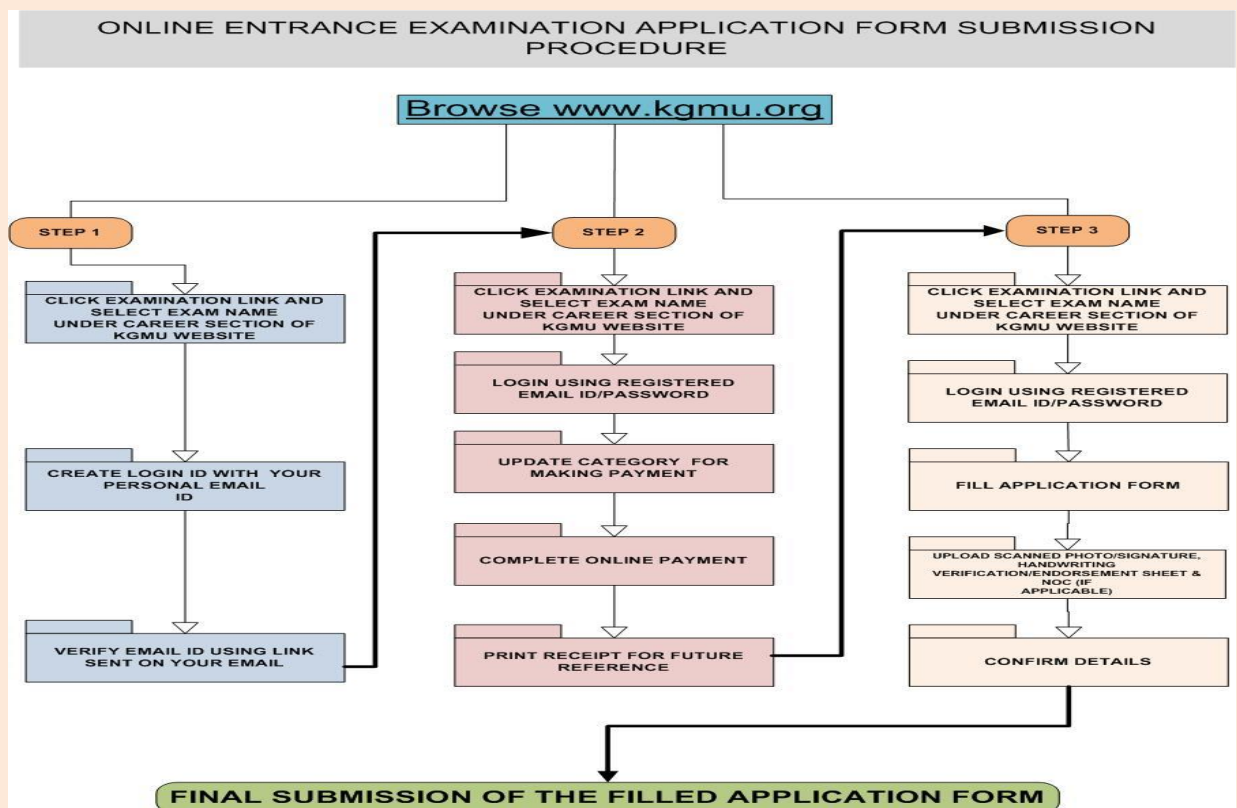 ONLINE ENTRANCE EXAMINATION APPLICATION FORM SUBMISSION
PROCEDURE
Browse www.kgmu.org
STEP 1
CLICK EXAMINATION LINK AND
SELECT EXAM NAME
UNDER CAREER SECTION OF
KGMU WEBSITE
CREATE LOGIN ID WITH YOUR
PERSONAL EMAIL
ID
VERIFY EMAIL ID USING LINK
SENT ON YOUR EMAIL
STEP 2
CLICK EXAMINATION LINK AND
SELECT EXAM NAME
UNDER CAREER SECTION OF
KGMU WEBSITE
LOGIN USING REGISTERED
EMAIL ID/PASSWORD
UPDATE CATEGORY FOR
MAKING PAYMENT
COMPLETE ONLINE PAYMENT
PRINT RECEIPT FOR FUTURE
REFERENCE
STEP 3
CLICK EXAMINATION LINK AND
SELECT EXAM NAME
UNDER CAREER SECTION OF
KGMU WEBSITE
LOGIN USING REGISTERED
EMAIL ID/PASSWORD
FILL APPLICATION FORM
UPLOAD SCANNED PHOTO/SIGNATURE,
HANDWRITING
VERIFICATION/ENDORSEMENT SHEET &
NOC (IF
APPLICABLE)
CONFIRM DETAILS
FINAL SUBMISSION OF THE FILLED APPLICATION FORM